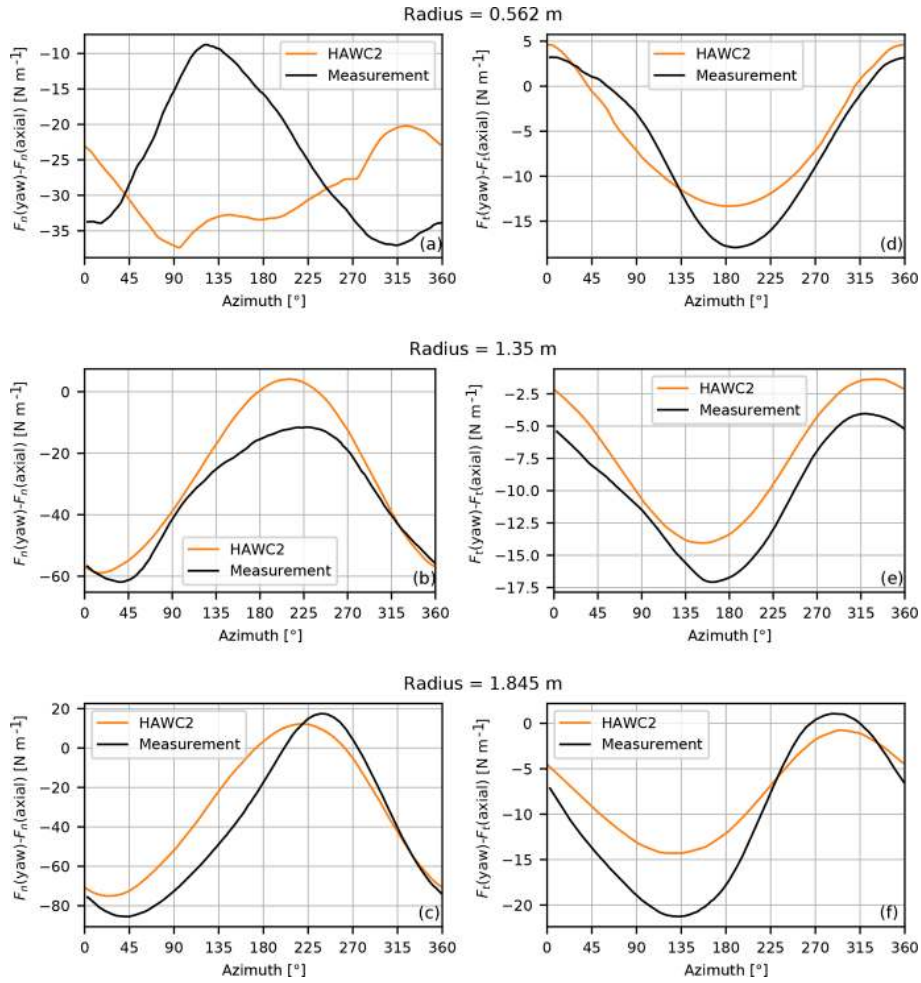 Radius = 0.562 m
Fₙ(yaw)-Fₙ(axial) [N m⁻¹]
−10
−15
−20
−25
−30
−35
HAWC2
Measurement
(a)
0 45 90 135 180 225 270 315 360
Azimuth [°]
Fₜ(yaw)-Fₜ(axial) [N m⁻¹]
5
0
−5
−10
−15
HAWC2
Measurement
(d)
0 45 90 135 180 225 270 315 360
Azimuth [°]
Radius = 1.35 m
Fₙ(yaw)-Fₙ(axial) [N m⁻¹]
0
−20
−40
−60
HAWC2
Measurement
(b)
0 45 90 135 180 225 270 315 360
Azimuth [°]
Fₜ(yaw)-Fₜ(axial) [N m⁻¹]
−2.5
−5.0
−7.5
−10.0
−12.5
−15.0
−17.5
HAWC2
Measurement
(e)
0 45 90 135 180 225 270 315 360
Azimuth [°]
Radius = 1.845 m
Fₙ(yaw)-Fₙ(axial) [N m⁻¹]
20
0
−20
−40
−60
−80
HAWC2
Measurement
(c)
0 45 90 135 180 225 270 315 360
Azimuth [°]
Fₜ(yaw)-Fₜ(axial) [N m⁻¹]
0
−5
−10
−15
−20
HAWC2
Measurement
(f)
0 45 90 135 180 225 270 315 360
Azimuth [°]